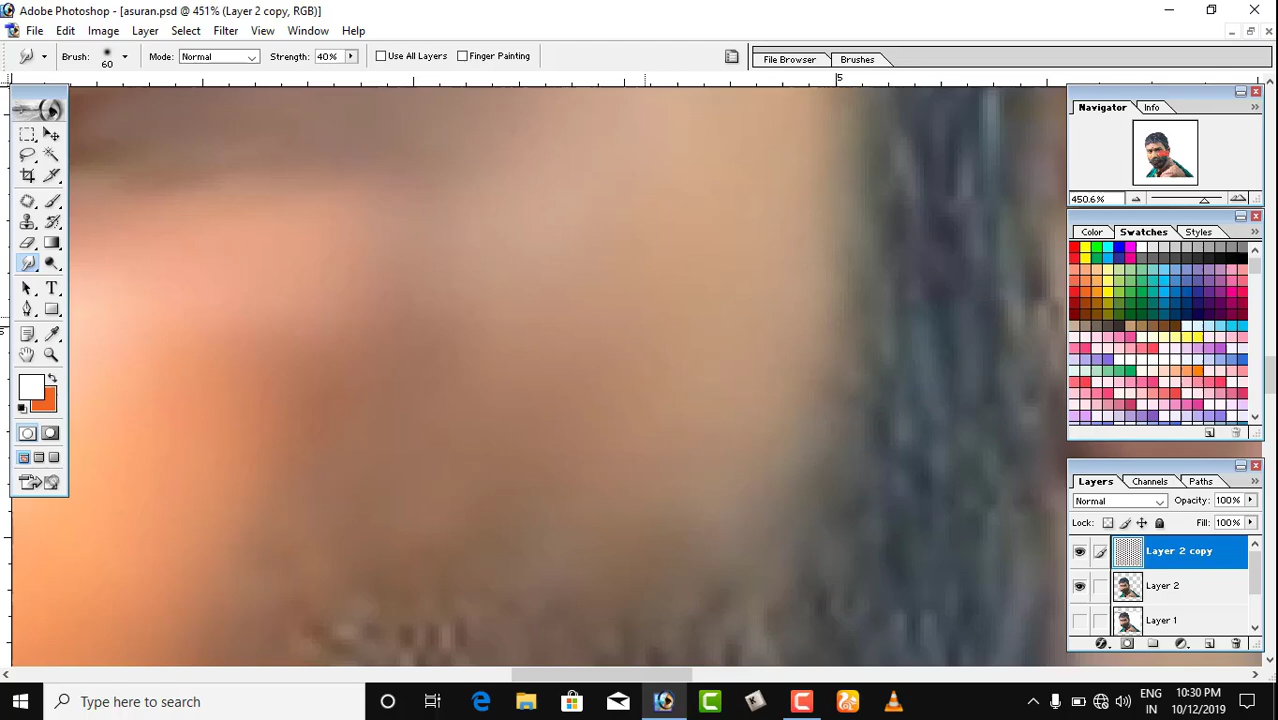 Adobe Photoshop - [asuran.psd @ 451% (Layer 2 copy, RGB)]
File Edit Image Layer Select Filter View Window Help
Brush: 60 Mode: Normal Strength: 40% Use All Layers Finger Painting File Browser Brushes
5
Navigator Info
450.6%
Color Swatches Styles
Layers Channels Paths
Normal Opacity: 100%
Lock: Fill: 100%
Layer 2 copy
Layer 2
Layer 1
Type here to search
ENG
IN
10:30 PM
10/12/2019